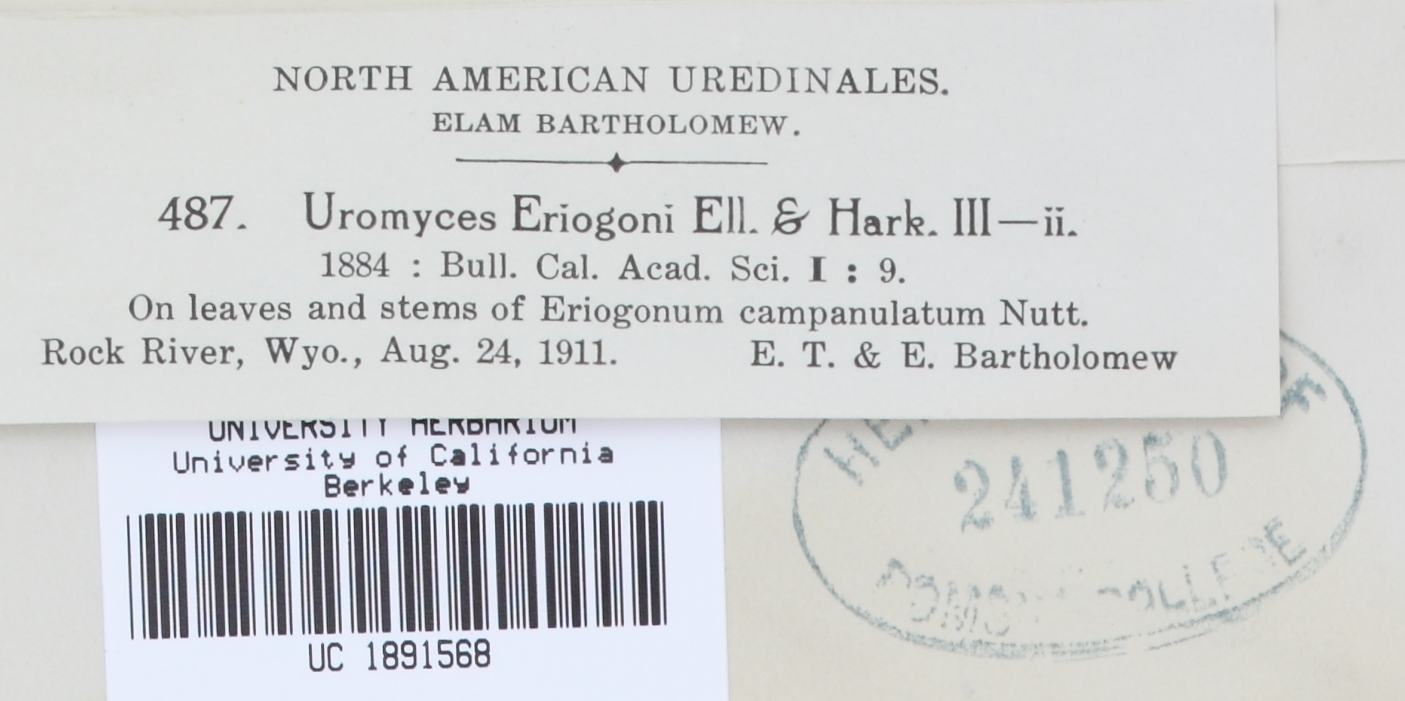 NORTH AMERICAN UREDINALES.
ELAM BARTHOLOMEW.
487. Uromyces Eriogoni Ell. & Hark. III—ii.
1884 : Bull. Cal. Acad. Sci. I : 9.
On leaves and stems of Eriogonum campanulatum Nutt.
Rock River, Wyo., Aug. 24, 1911. E. T. & E. Bartholomew
UNIVERSITY HERBARIUM
University of California
Berkeley
UC 1891568
241250